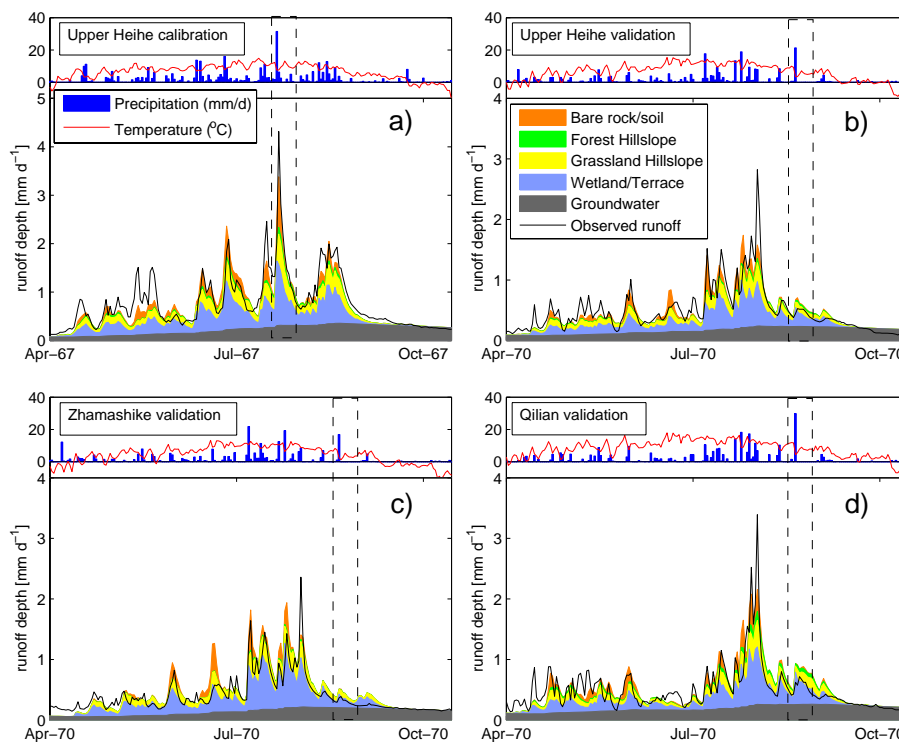 40
20
0
Upper Heihe calibration
Precipitation (mm/d)
Temperature (°C)
a)
5
4
3
2
1
0
runoff depth [mm d⁻¹]
Apr−67
Jul−67
Oct−67
40
20
0
Upper Heihe validation
b)
Bare rock/soil
Forest Hillslope
Grassland Hillslope
Wetland/Terrace
Groundwater
Observed runoff
4
3
2
1
0
runoff depth [mm d⁻¹]
Apr−70
Jul−70
Oct−70
40
20
0
Zhamashike validation
c)
4
3
2
1
0
runoff depth [mm d⁻¹]
Apr−70
Jul−70
Oct−70
40
20
0
Qilian validation
d)
4
3
2
1
0
runoff depth [mm d⁻¹]
Apr−70
Jul−70
Oct−70